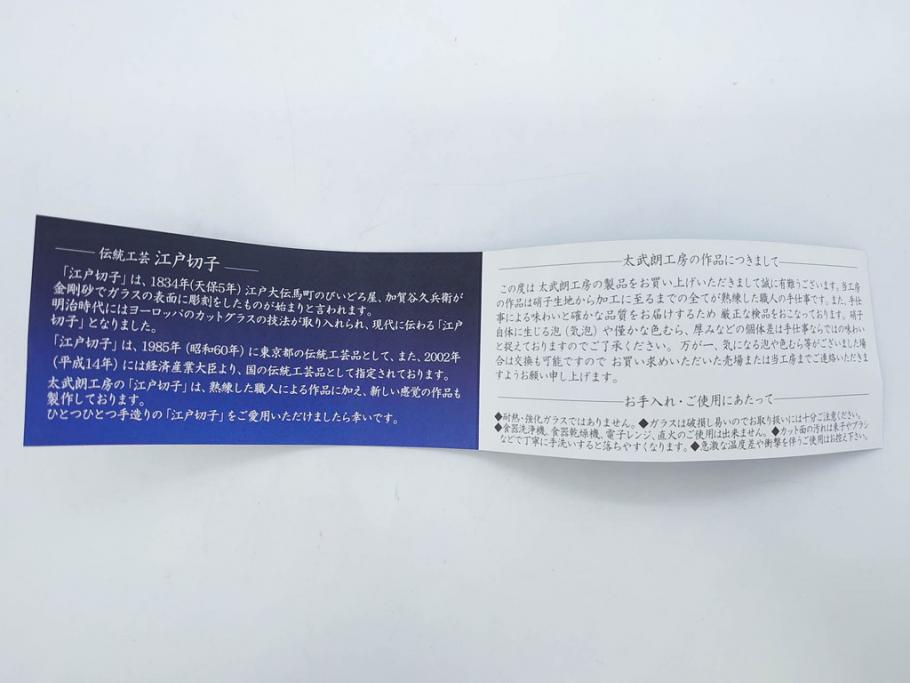 伝統工芸 江戸切子
「江戸切子」は、1834年(天保5年) 江戸大伝馬町のびいどろ屋、加賀谷久兵衛が
金剛砂でガラスの表面に彫刻をしたものが始まりと言われます。
明治時代にはヨーロッパのカットグラスの技法が取り入れられ、現代に伝わる「江戸
切子」となりました。
「江戸切子」は、1985年 (昭和60年) に東京都の伝統工芸品として、また、2002年
(平成14年) には経済産業大臣より、国の伝統工芸品として指定されております。
太武朗工房の「江戸切子」は、熟練した職人による作品に加え、新しい感覚の作品も
製作しております。
ひとつひとつ手造りの「江戸切子」をご愛用いただけましたら幸いです。
太武朗工房の作品につきまして
この度は 太武朗工房の製品をお買い上げいただきまして誠に有難うございます。当工房
の作品は硝子生地から加工に至るまでの全てが熟練した職人の手仕事です。また、手仕
事による味わいと確かな品質をお届けするため 厳正な検品をおこなっております。硝子
自体に生じる泡 (気泡) や僅かな色むら、厚みなどの個体差は手仕事ならではの味わい
と捉えておりますのでご了承ください。 万が一、気になる泡や色むら等がございました場
合は交換も可能ですので お買い求めいただいた売場または当工房までご連絡いただきま
すようお願い申し上げます。
お手入れ・ご使用にあたって
◆耐熱・強化ガラスではありません。◆ガラスは破損し易いのでお取り扱いには十分ご注意ください。
◆食器洗浄機、食器乾燥機、電子レンジ、直火のご使用は出来ません。◆カット面の汚れは束子やブラシ
などで丁寧に手洗いすると落ちやすくなります。◆急激な温度差や衝撃を伴うご使用はお控え下さい。